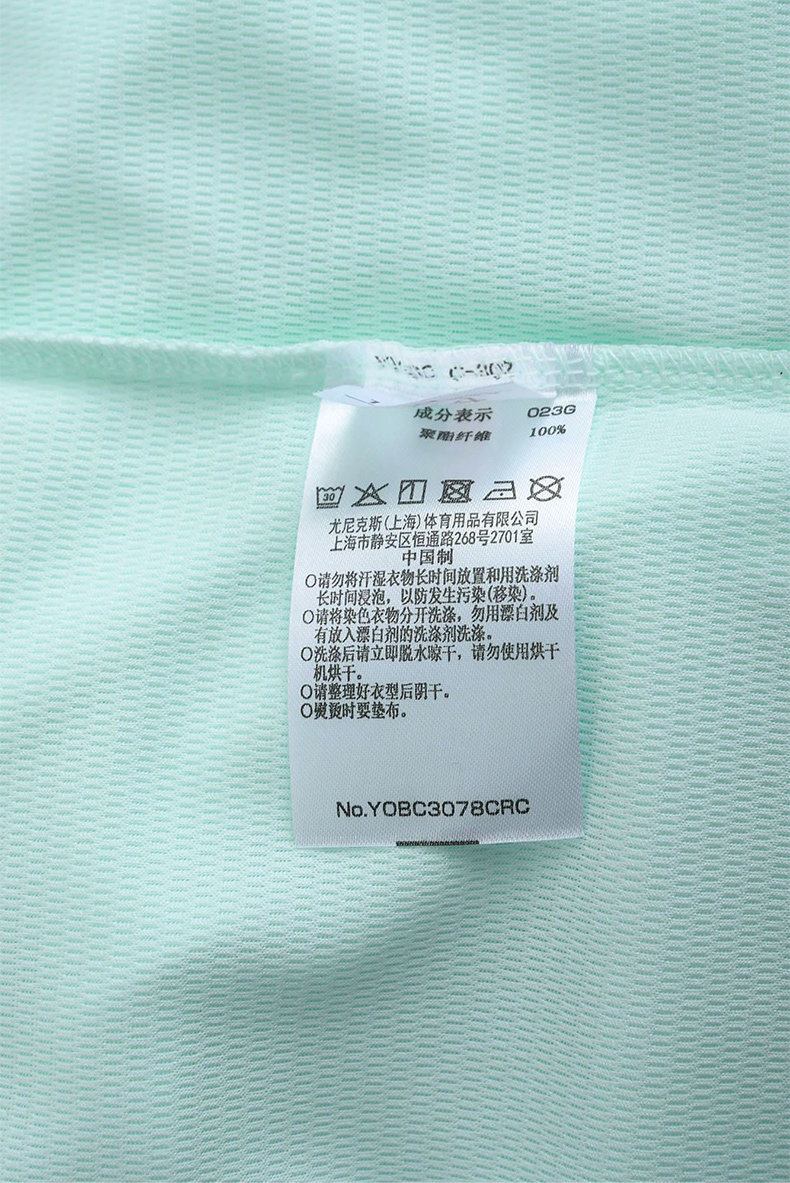 成分表示 023G
聚酯纤维 100%
30
尤尼克斯(上海)体育用品有限公司
上海市静安区恒通路268号2701室
中国制
○请勿将汗湿衣物长时间放置和用洗涤剂
长时间浸泡，以防发生污染(移染)。
○请将染色衣物分开洗涤，勿用漂白剂及
有放入漂白剂的洗涤剂洗涤。
○洗涤后请立即脱水晾干，请勿使用烘干
机烘干。
○请整理好衣型后阴干。
○熨烫时要垫布。
No.YOBC3078CRC